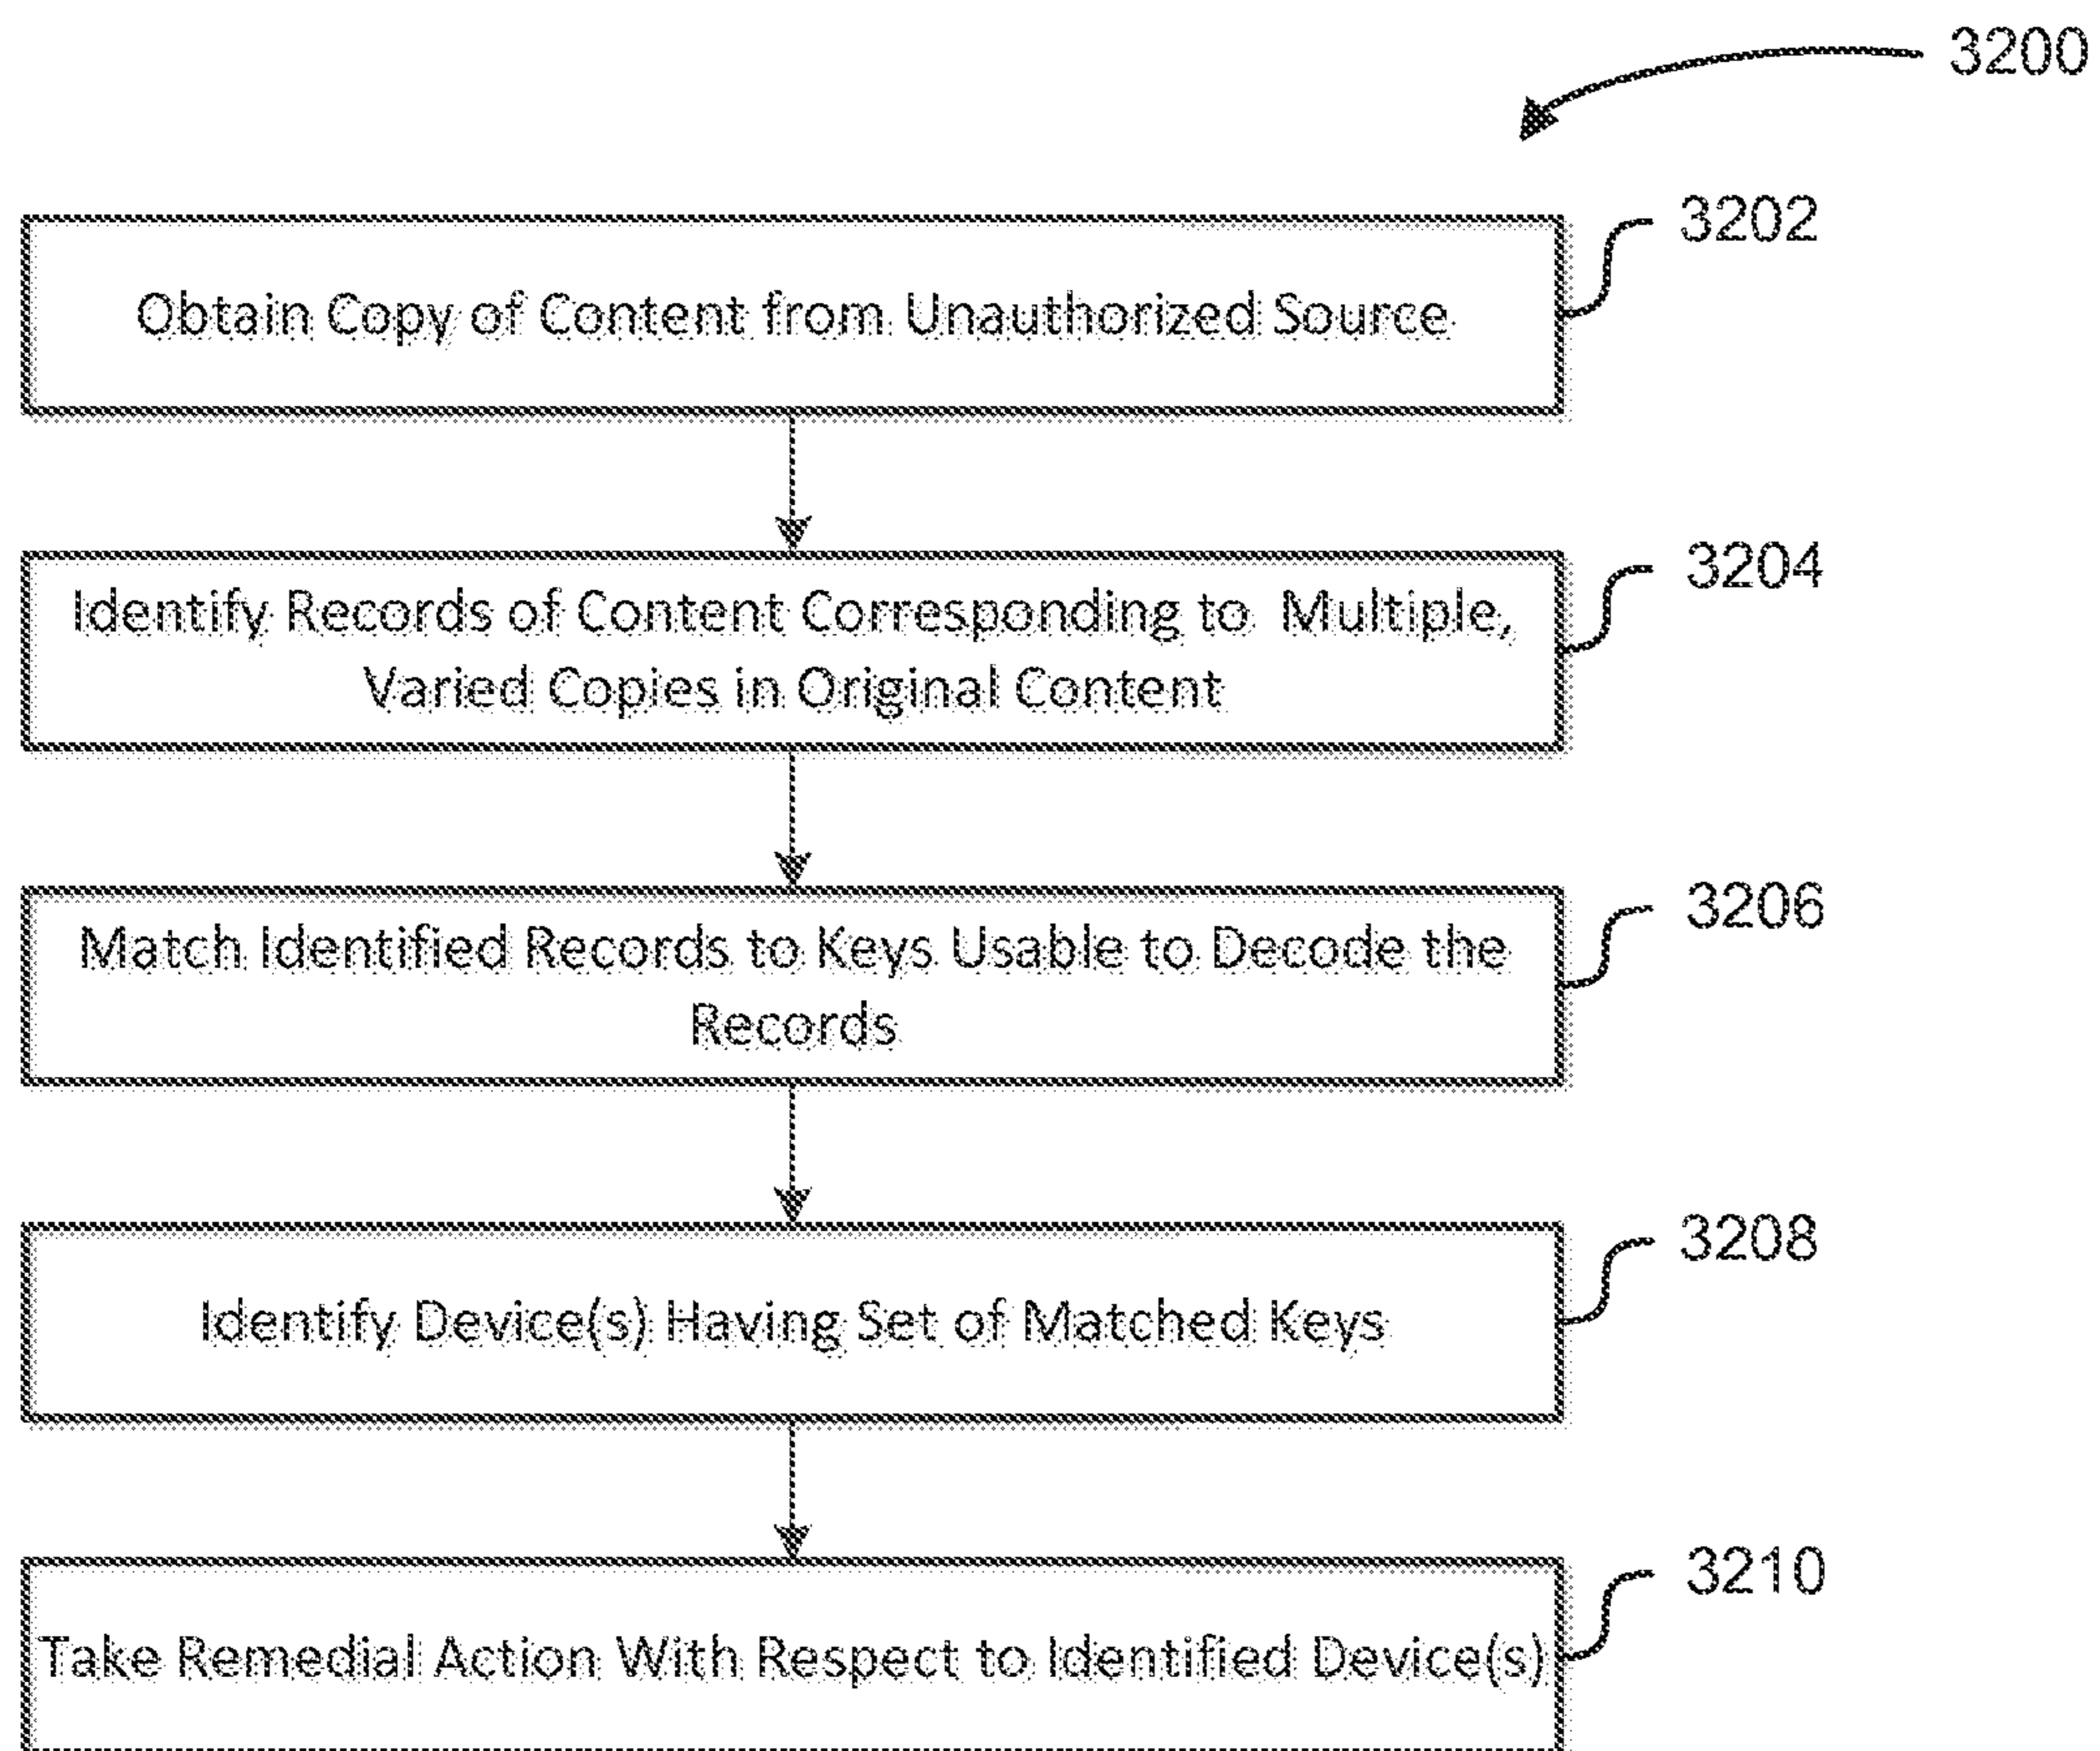 3200
3202
Obtain Copy of Content from Unauthorized Source
3204
Identify Records of Content Corresponding to Multiple,
Varied Copies in Original Content
3206
Match Identified Records to Keys Usable to Decode the
Records
3208
Identify Device(s) Having Set of Matched Keys
3210
Take Remedial Action With Respect to Identified Device(s)